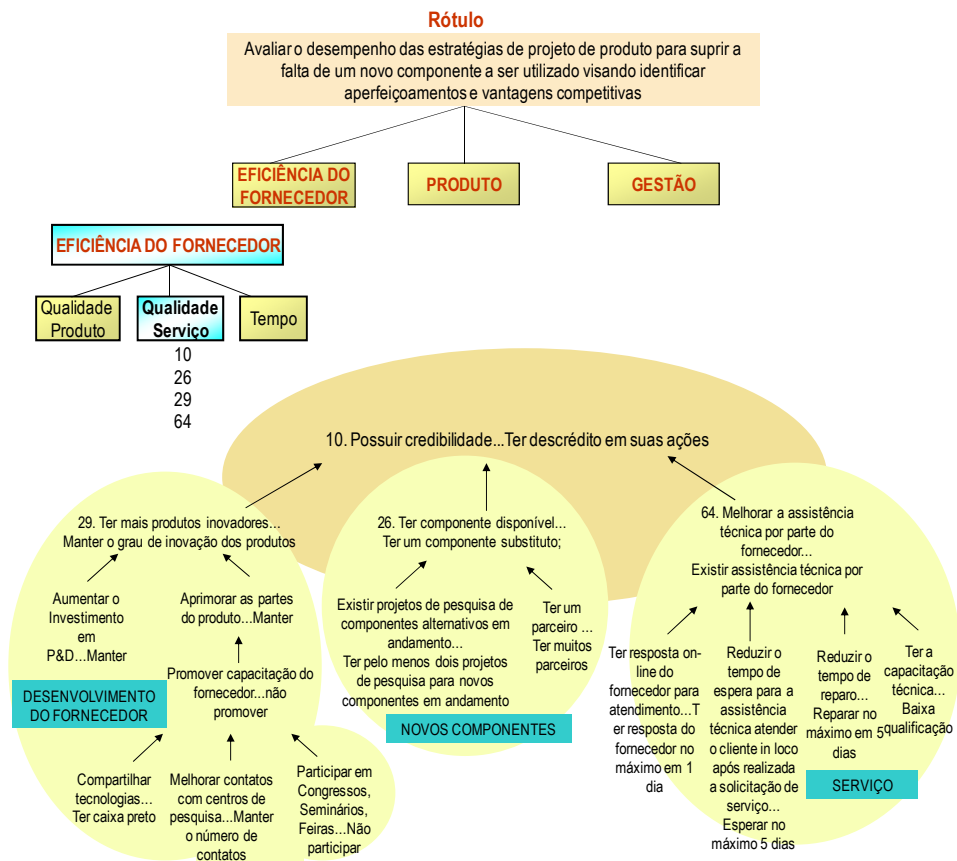 Rótulo
Avaliar o desempenho das estratégias de projeto de produto para suprir a
falta de um novo componente a ser utilizado visando identificar
aperfeiçoamentos e vantagens competitivas
EFICIÊNCIA DO
FORNECEDOR
PRODUTO
GESTÃO
EFICIÊNCIA DO FORNECEDOR
Qualidade
Produto
Qualidade
Serviço
Tempo
10
26
29
64
10. Possuir credibilidade...Ter descrédito em suas ações
29. Ter mais produtos inovadores...
Manter o grau de inovação dos produtos
26. Ter componente disponível...
Ter um componente substituto;
64. Melhorar a assistência
técnica por parte do
fornecedor...
Existir assistência técnica por
parte do fornecedor
Aumentar o
Investimento
em
P&D...Manter
Aprimorar as partes
do produto...Manter
Promover capacitação do
fornecedor...não
promover
DESENVOLVIMENTO
DO FORNECEDOR
Compartilhar
tecnologias...
Ter caixa preto
Melhorar contatos
com centros de
pesquisa...Manter
o número de
contatos
Participar em
Congressos,
Seminários,
Feiras...Não
participar
Existir projetos de pesquisa de
componentes alternativos em
andamento...
Ter pelo menos dois projetos
de pesquisa para novos
componentes em andamento
Ter um
parceiro ...
Ter muitos
parceiros
NOVOS COMPONENTES
Ter resposta on-
line do
fornecedor para
atendimento...T
er resposta do
fornecedor no
máximo em 1
dia
Reduzir o
tempo de
espera para a
assistência
técnica atender
o cliente in loco
após realizada
a solicitação de
serviço...
Esperar no
máximo 5 dias
Reduzir o
tempo de
reparo...
Reparar no
máximo em 5
dias
Ter a
capacitação
técnica...
Baixa
qualificação
SERVIÇO